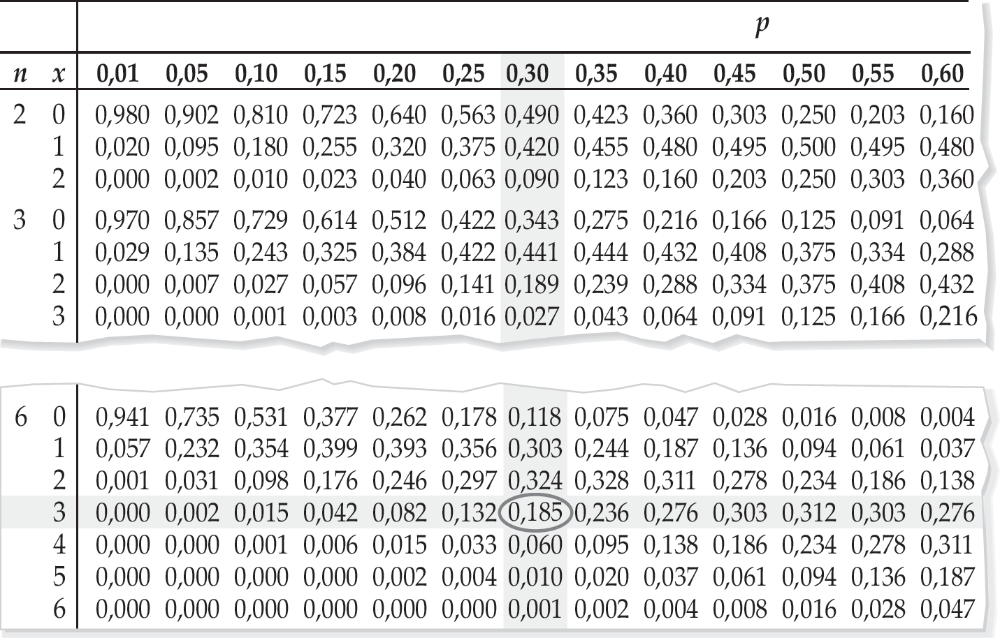 p
n x 0,01 0,05 0,10 0,15 0,20 0,25 0,30 0,35 0,40 0,45 0,50 0,55 0,60
2 0 0,980 0,902 0,810 0,723 0,640 0,563 0,490 0,423 0,360 0,303 0,250 0,203 0,160
1 0,020 0,095 0,180 0,255 0,320 0,375 0,420 0,455 0,480 0,495 0,500 0,495 0,480
2 0,000 0,002 0,010 0,023 0,040 0,063 0,090 0,123 0,160 0,203 0,250 0,303 0,360
3 0 0,970 0,857 0,729 0,614 0,512 0,422 0,343 0,275 0,216 0,166 0,125 0,091 0,064
1 0,029 0,135 0,243 0,325 0,384 0,422 0,441 0,444 0,432 0,408 0,375 0,334 0,288
2 0,000 0,007 0,027 0,057 0,096 0,141 0,189 0,239 0,288 0,334 0,375 0,408 0,432
3 0,000 0,000 0,001 0,003 0,008 0,016 0,027 0,043 0,064 0,091 0,125 0,166 0,216
6 0 0,941 0,735 0,531 0,377 0,262 0,178 0,118 0,075 0,047 0,028 0,016 0,008 0,004
1 0,057 0,232 0,354 0,399 0,393 0,356 0,303 0,244 0,187 0,136 0,094 0,061 0,037
2 0,001 0,031 0,098 0,176 0,246 0,297 0,324 0,328 0,311 0,278 0,234 0,186 0,138
3 0,000 0,002 0,015 0,042 0,082 0,132 0,185 0,236 0,276 0,303 0,312 0,303 0,276
4 0,000 0,000 0,001 0,006 0,015 0,033 0,060 0,095 0,138 0,186 0,234 0,278 0,311
5 0,000 0,000 0,000 0,000 0,002 0,004 0,010 0,020 0,037 0,061 0,094 0,136 0,187
6 0,000 0,000 0,000 0,000 0,000 0,000 0,001 0,002 0,004 0,008 0,016 0,028 0,047